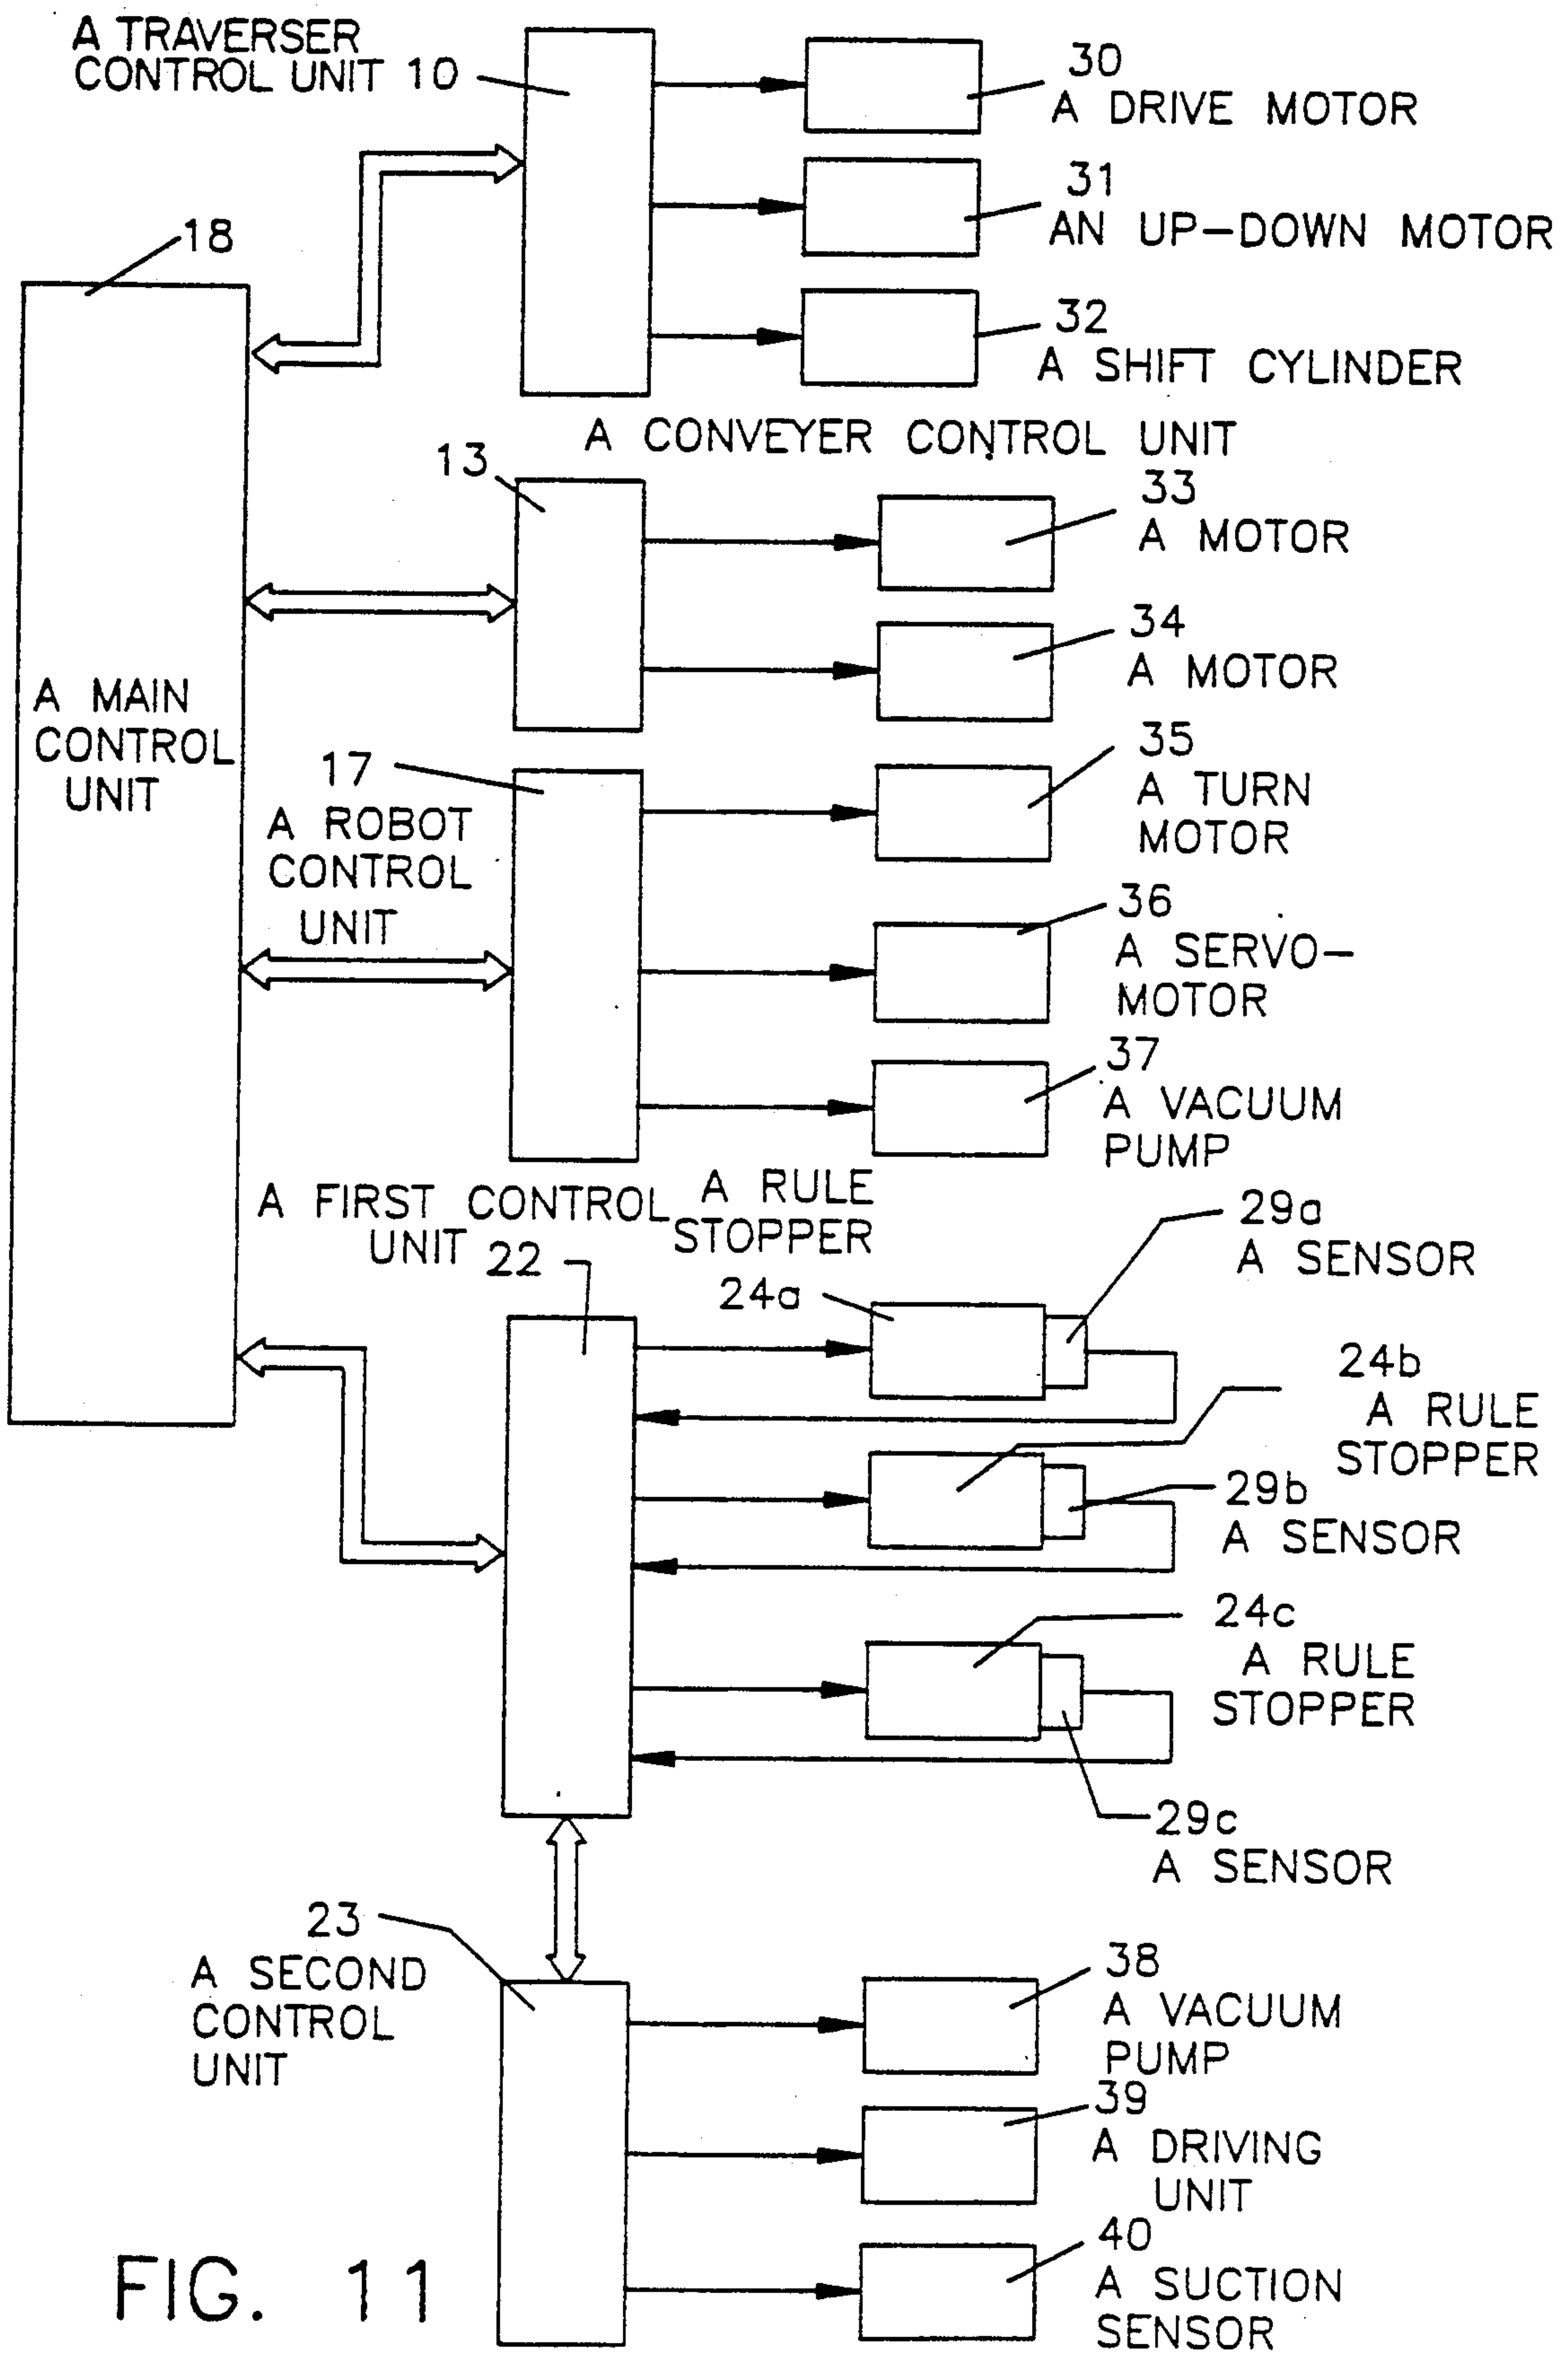 A TRAVERSER
CONTROL UNIT 10
30
A DRIVE MOTOR
31
AN UP-DOWN MOTOR
18
32
A SHIFT CYLINDER
A CONVEYER CONTROL UNIT
13
33
A MOTOR
34
A MOTOR
A MAIN
CONTROL
UNIT
17
A ROBOT
CONTROL
UNIT
35
A TURN
MOTOR
36
A SERVO-
MOTOR
37
A VACUUM
PUMP
A FIRST CONTROL
UNIT 22
A RULE
STOPPER
24a
29a
A SENSOR
24b
A RULE
STOPPER
29b
A SENSOR
24c
A RULE
STOPPER
29c
A SENSOR
23
A SECOND
CONTROL
UNIT
38
A VACUUM
PUMP
39
A DRIVING
UNIT
40
A SUCTION
SENSOR
FIG. 11